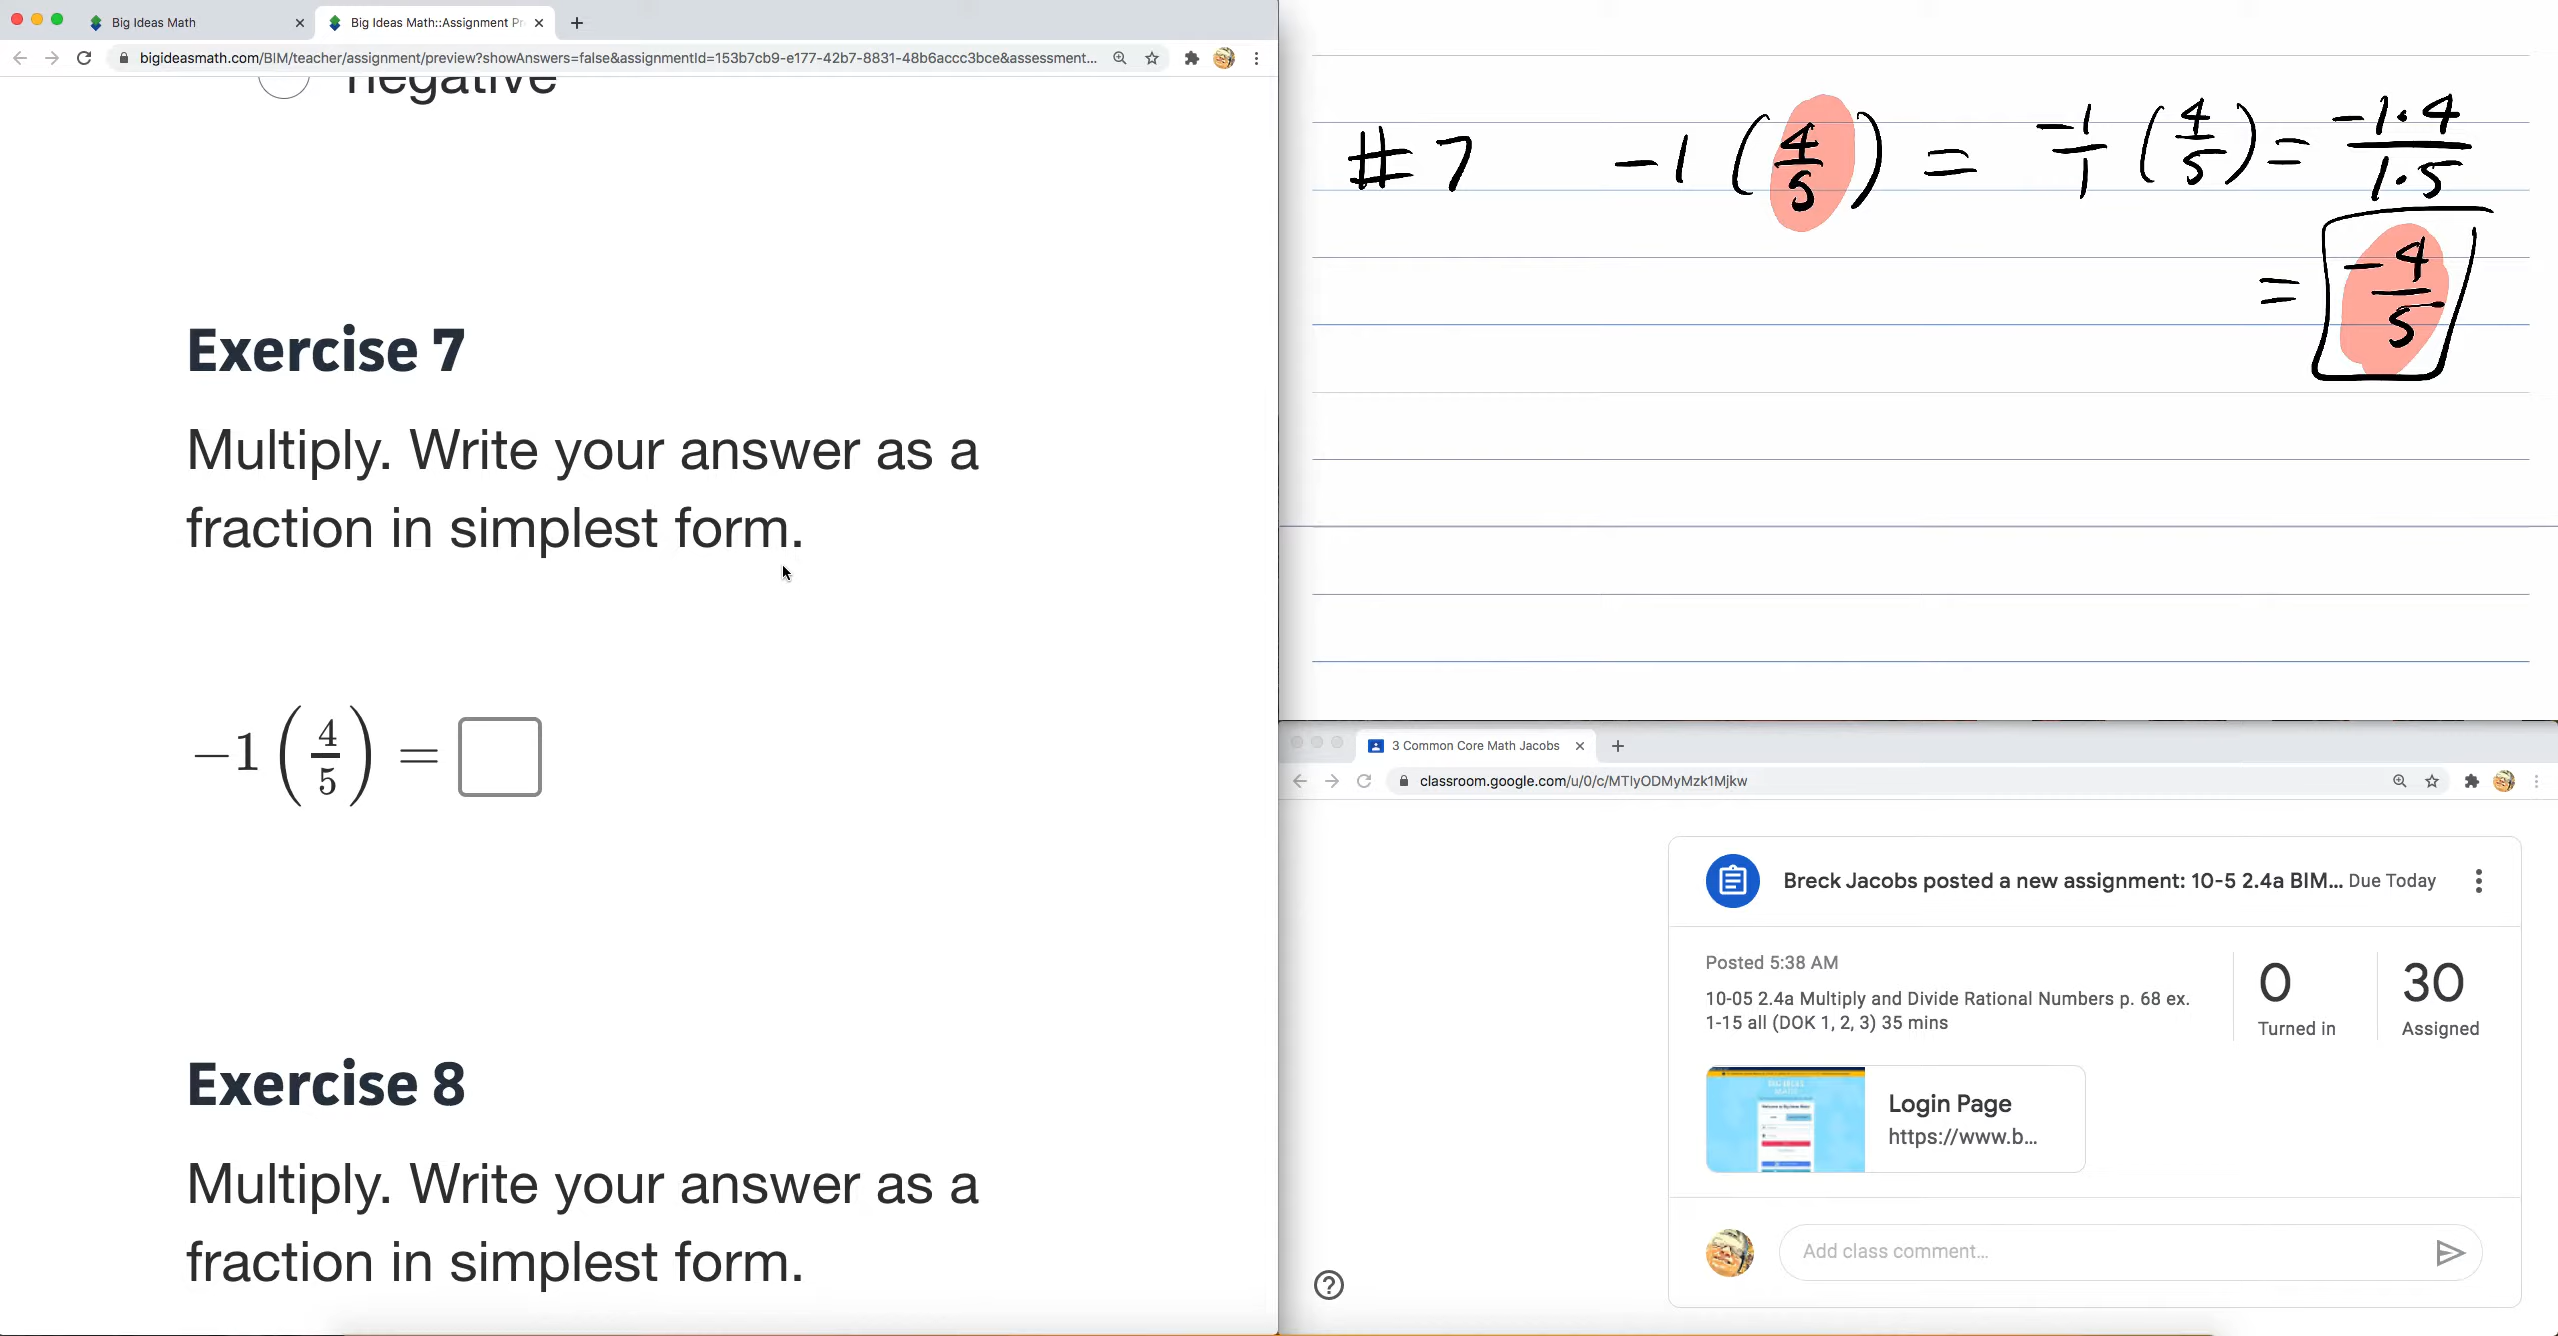 Big Ideas Math
Big Ideas Math::Assignment Pr
bigideasmath.com/BIM/teacher/assignment/preview?showAnswers=false&assignmentId=153b7cb9-e177-42b7-8831-48b6accc3bce&assessment...
negative
Exercise 7
Multiply. Write your answer as a
fraction in simplest form.
−1 (4/5) =
Exercise 8
Multiply. Write your answer as a
fraction in simplest form.
#7 −1 (4/5) = −1/1 (4/5) = −1·4/1·5
= −4/5
3 Common Core Math Jacobs
classroom.google.com/u/0/c/MTIyODMyMzk1Mjkw
Breck Jacobs posted a new assignment: 10-5 2.4a BIM... Due Today
Posted 5:38 AM
10-05 2.4a Multiply and Divide Rational Numbers p. 68 ex.
1-15 all (DOK 1, 2, 3) 35 mins
0
Turned in
30
Assigned
Login Page
https://www.b...
Add class comment...